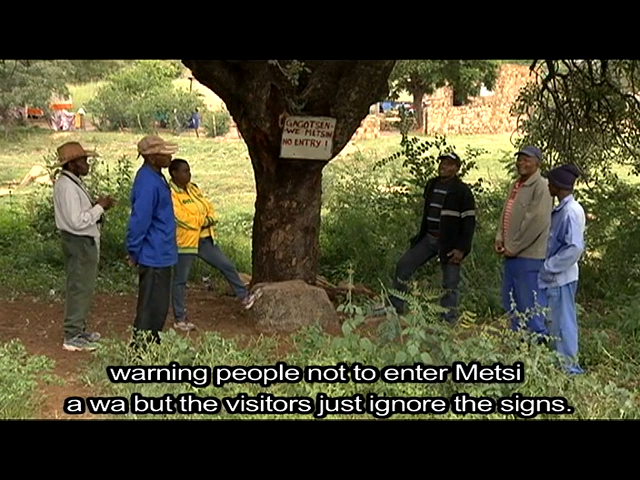 GAGOTSEN-
WE METSIN
NO ENTRY !
warning people not to enter Metsi
a wa but the visitors just ignore the signs.